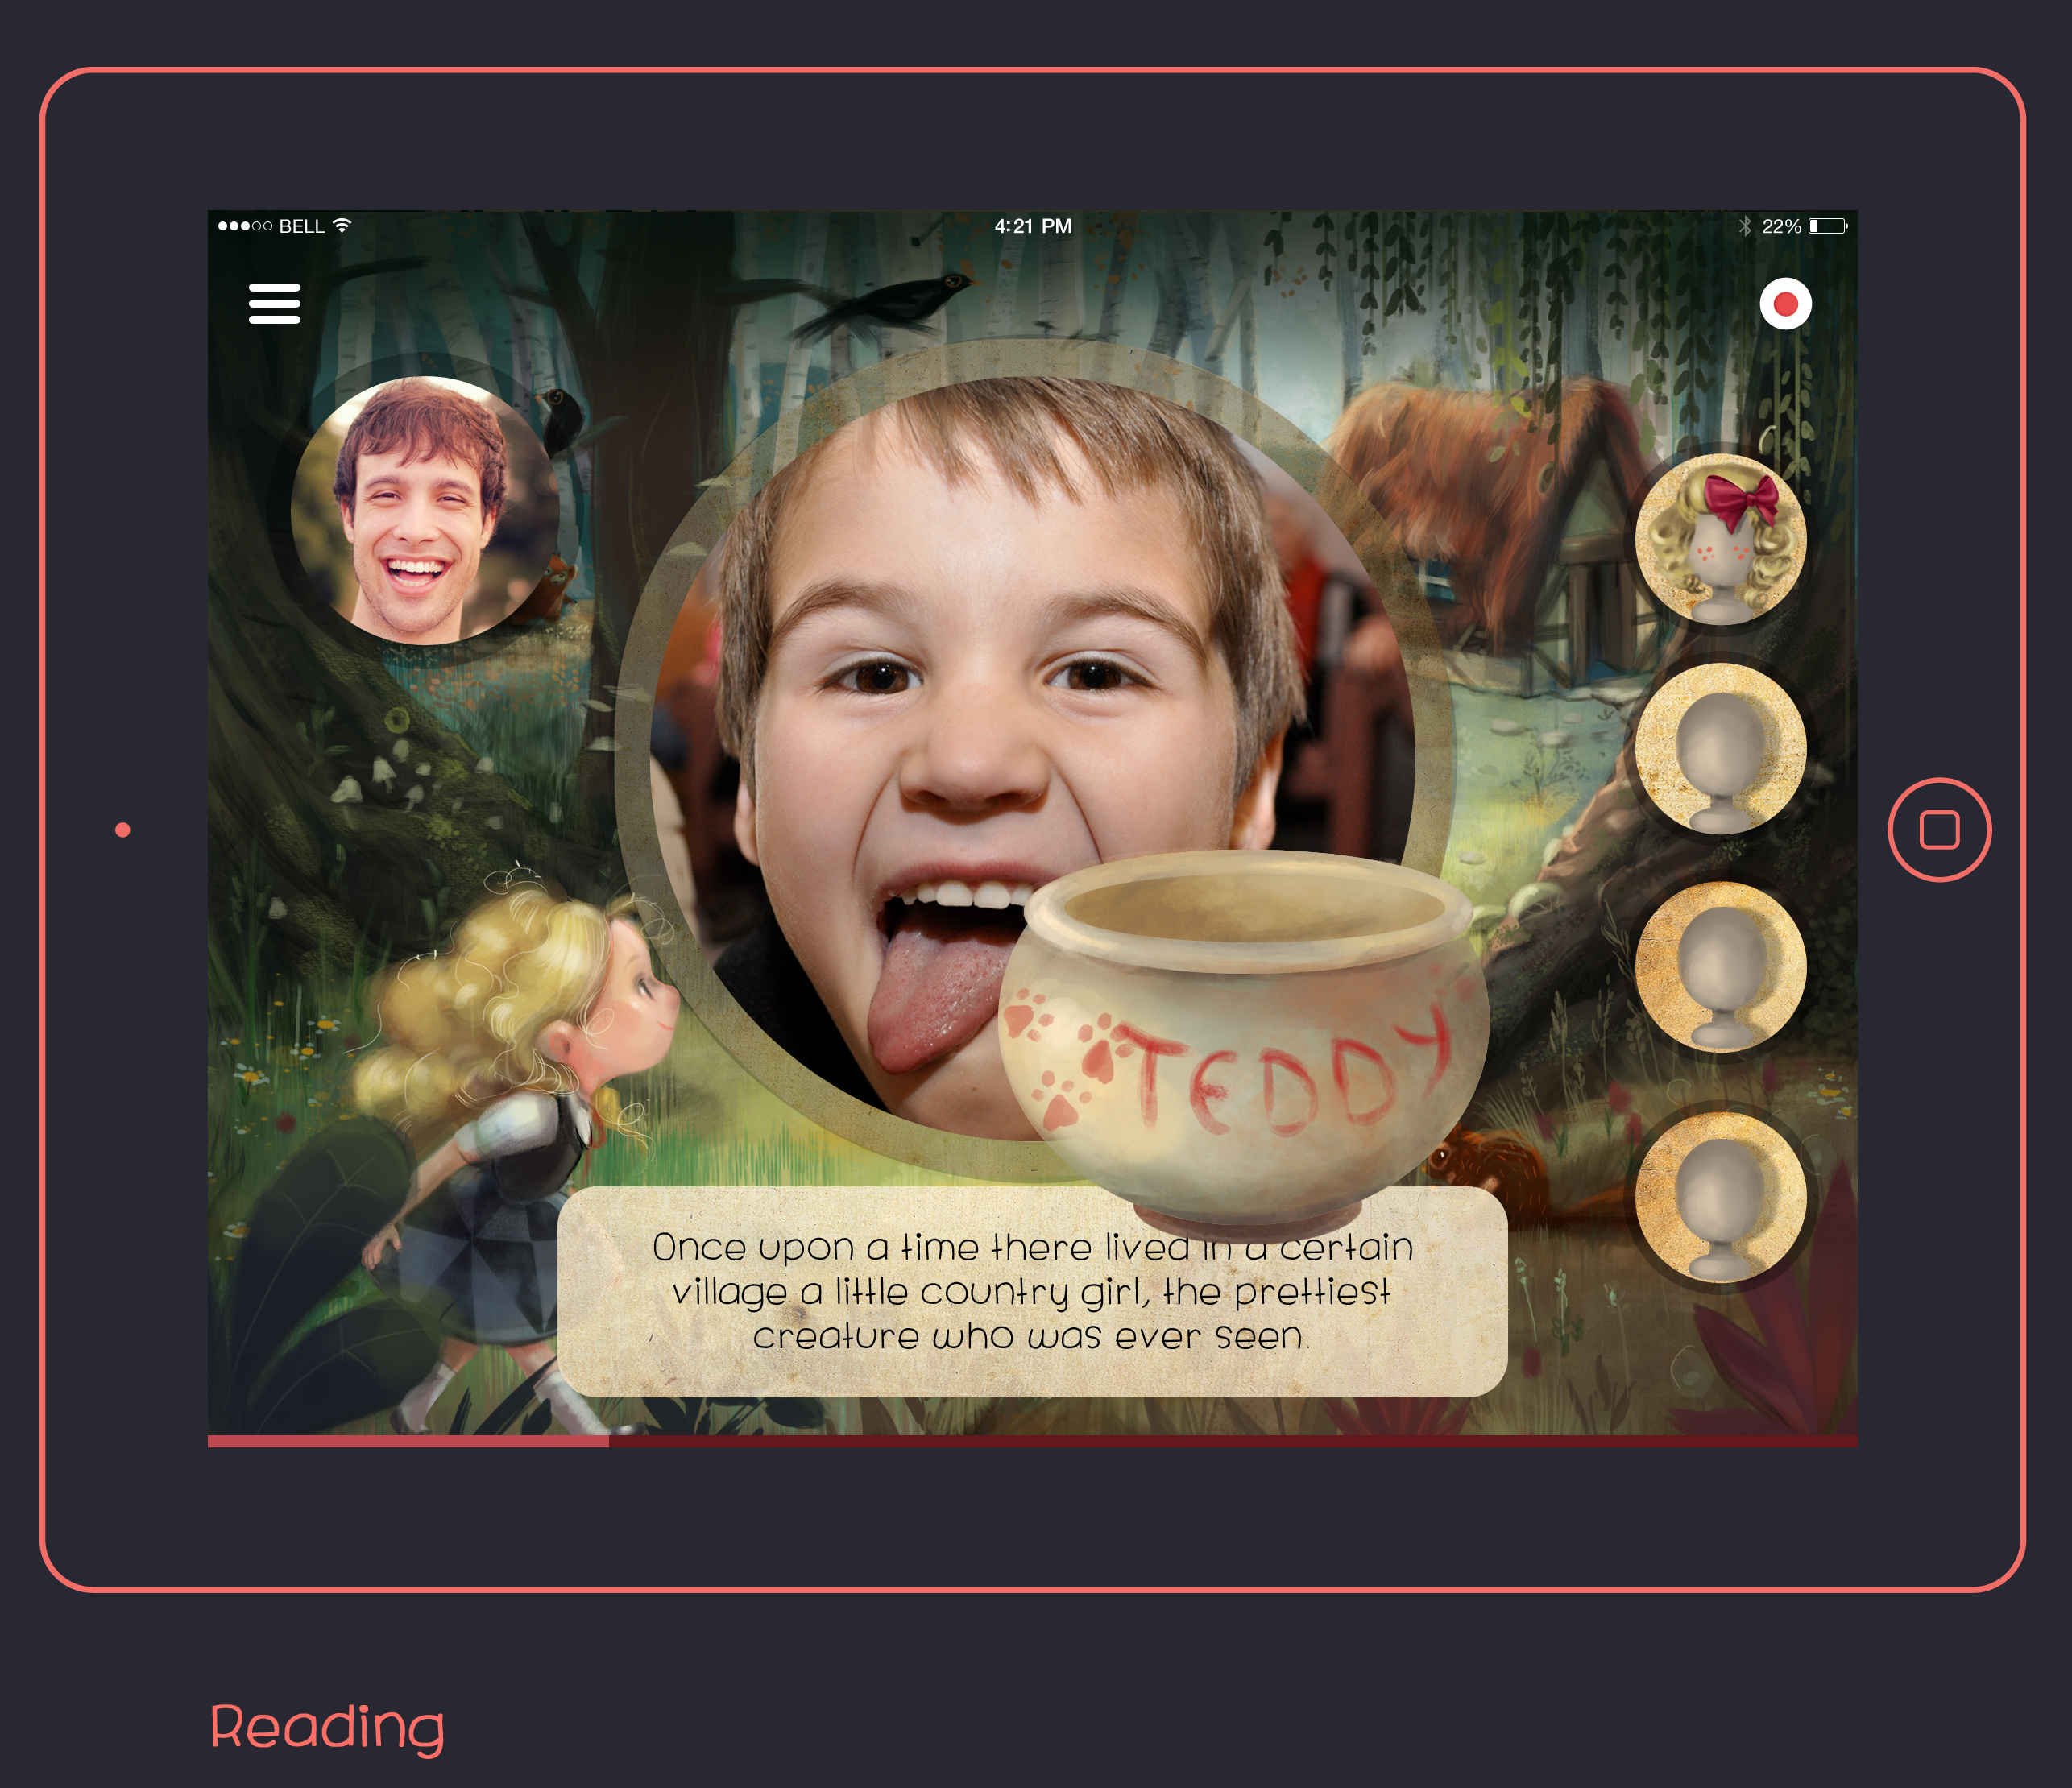 BELL 4:21 PM 22%
TEDDY
Once upon a time there lived in a certain
village a little country girl, the prettiest
creature who was ever seen.
Reading